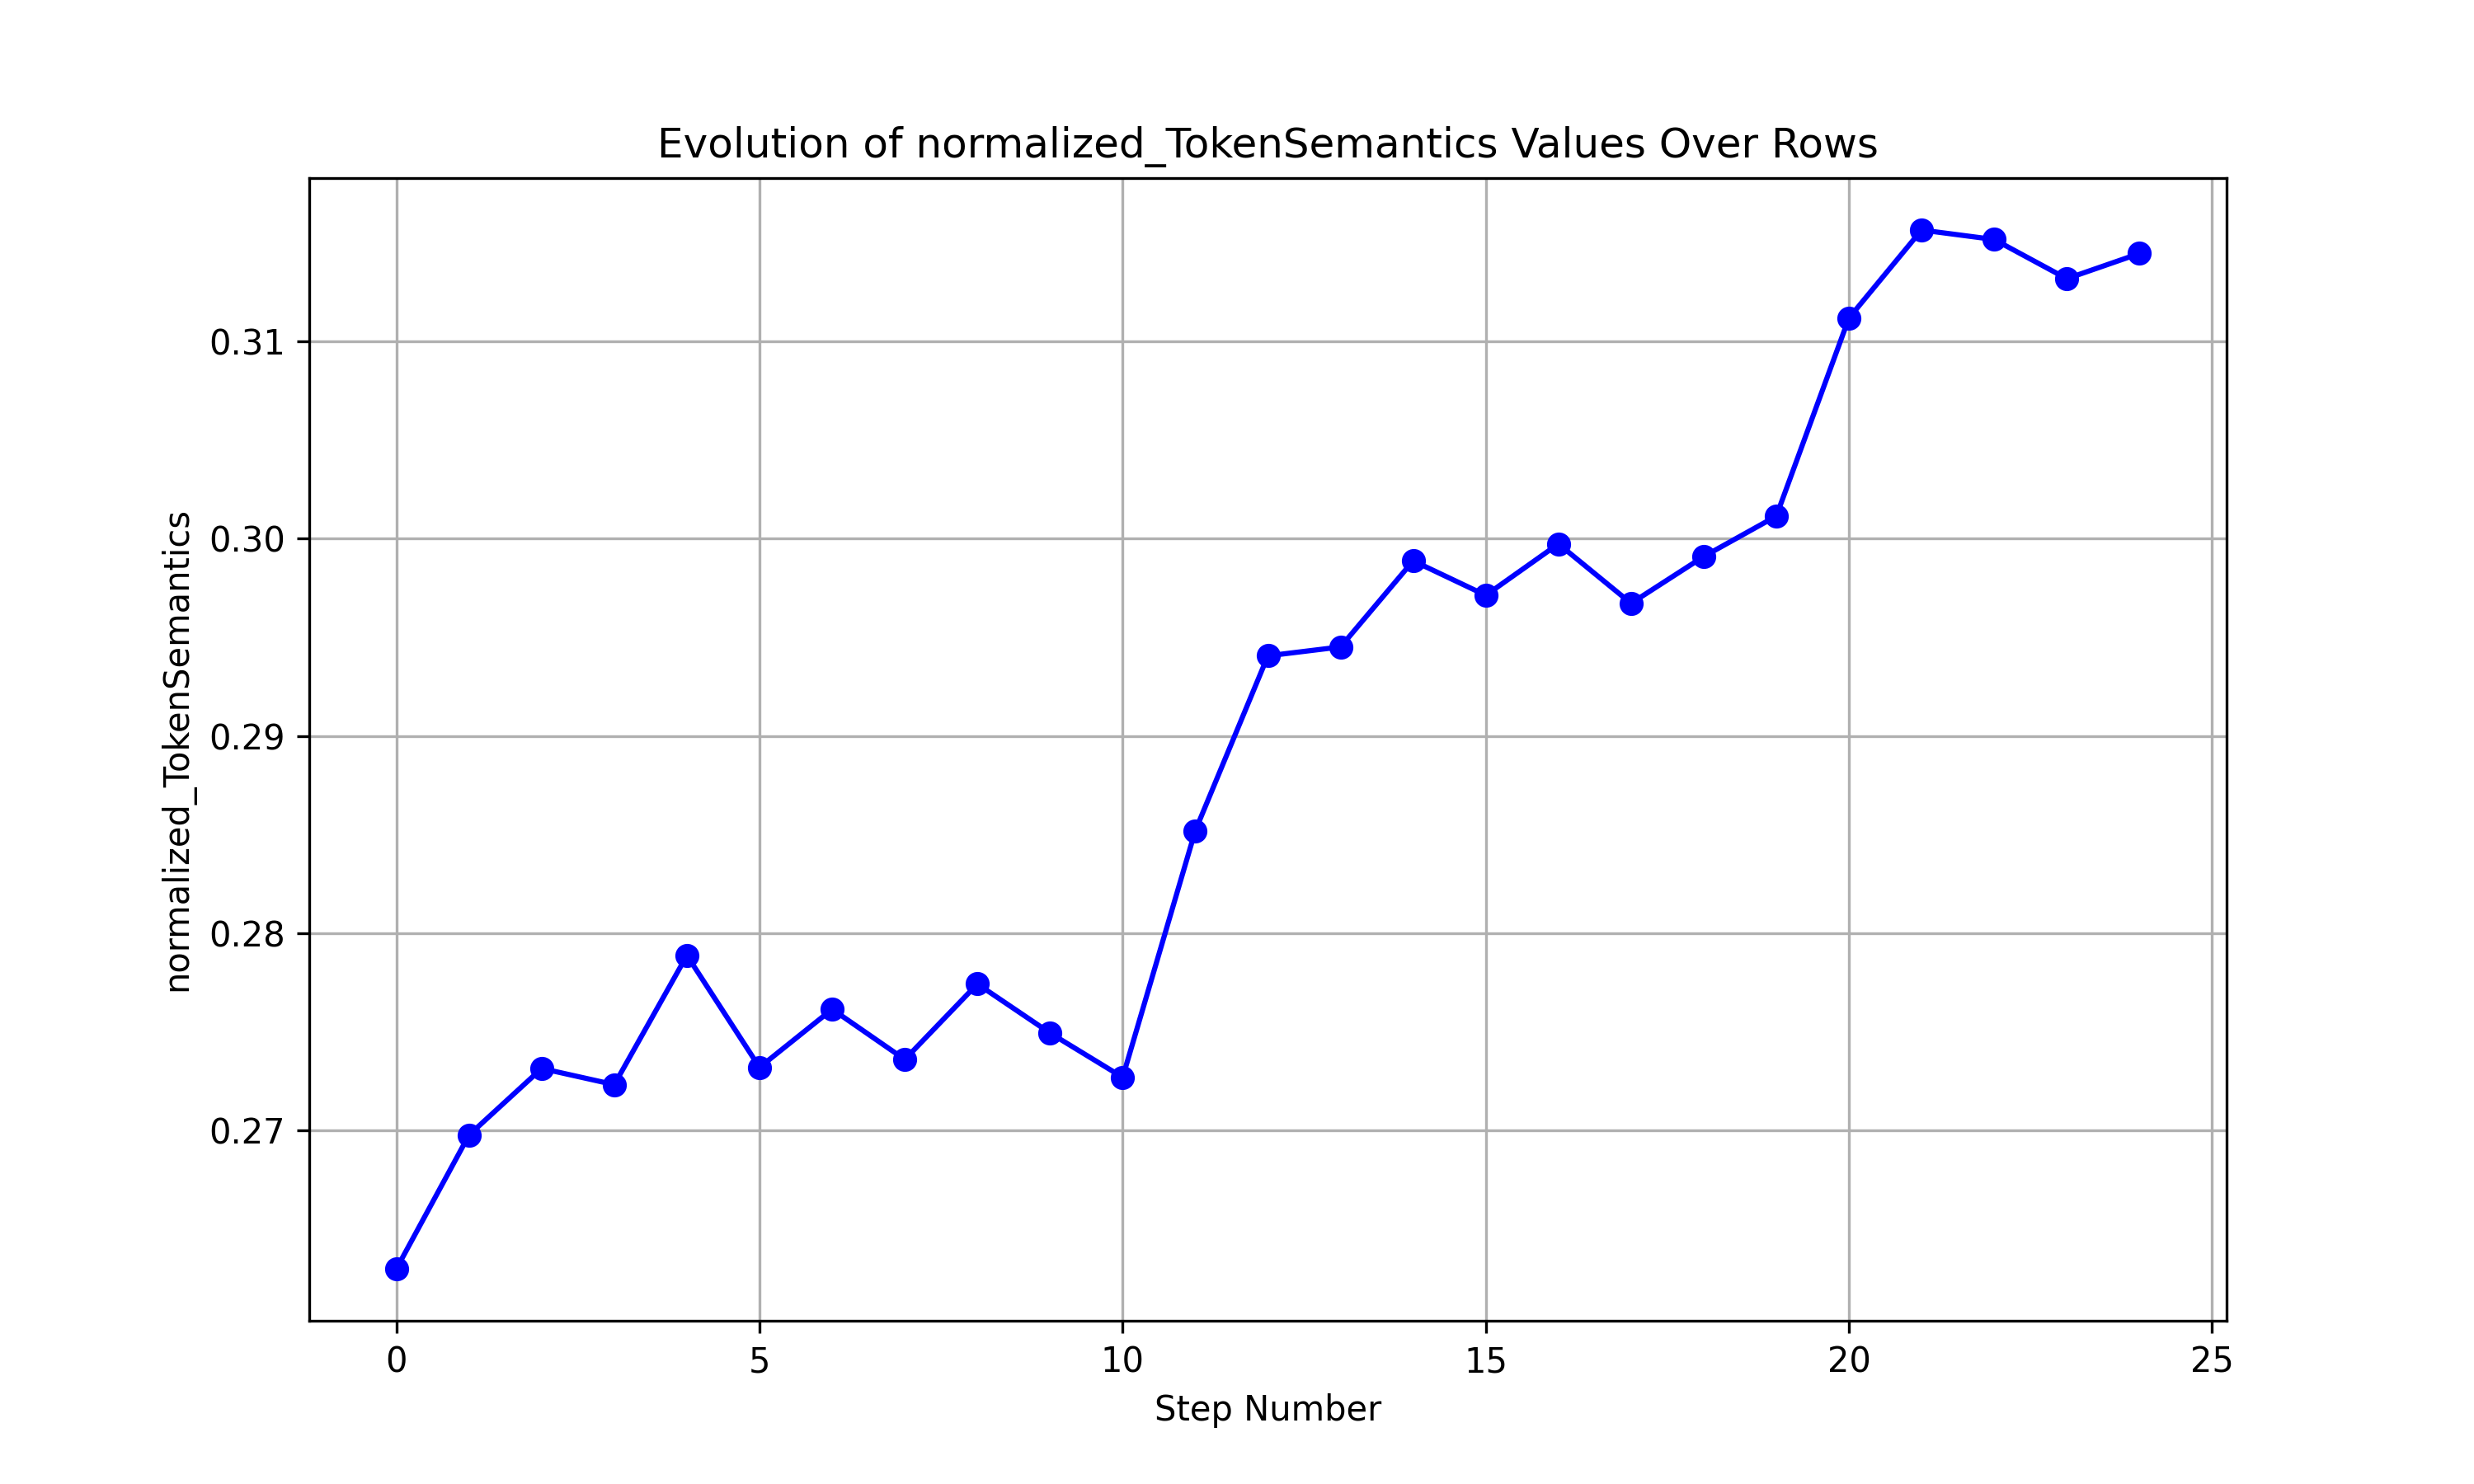 Evolution of normalized_TokenSemantics Values Over Rows
normalized_TokenSemantics
0.31
0.30
0.29
0.28
0.27
0 5 10 15 20 25
Step Number